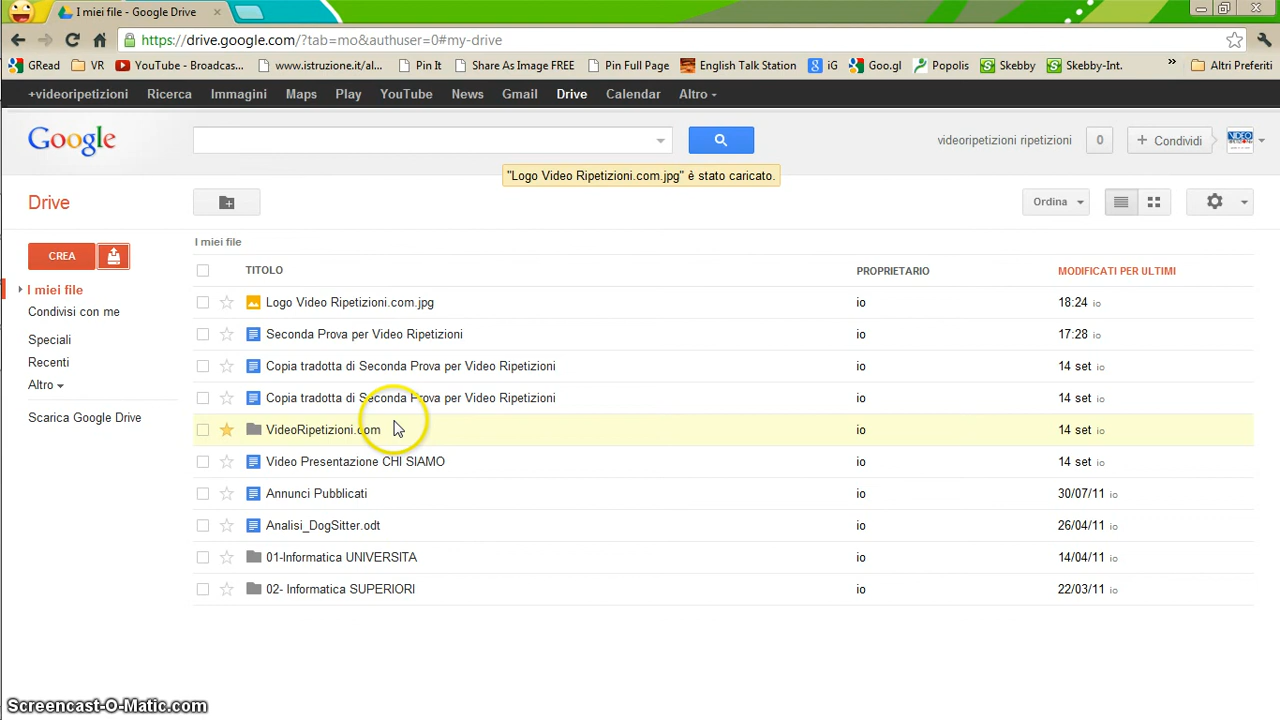 I miei file - Google Drive
https://drive.google.com/?tab=mo&authuser=0#my-drive
GRead VR YouTube - Broadcas... www.istruzione.it/al... Pin It Share As Image FREE Pin Full Page English Talk Station iG Goo.gl Popolis Skebby Skebby-Int. » Altri Preferiti
+videoripetizioni Ricerca Immagini Maps Play YouTube News Gmail Drive Calendar Altro
Google videoripetizioni ripetizioni 0 + Condividi
"Logo Video Ripetizioni.com.jpg" è stato caricato.
Drive Ordina
I miei file
CREA
TITOLO PROPRIETARIO MODIFICATI PER ULTIMI
I miei file
Condivisi con me
Speciali
Recenti
Altro
Scarica Google Drive
Logo Video Ripetizioni.com.jpg io 18:24 io
Seconda Prova per Video Ripetizioni io 17:28 io
Copia tradotta di Seconda Prova per Video Ripetizioni io 14 set io
Copia tradotta di Seconda Prova per Video Ripetizioni io 14 set io
VideoRipetizioni.com io 14 set io
Video Presentazione CHI SIAMO io 14 set io
Annunci Pubblicati io 30/07/11 io
Analisi_DogSitter.odt io 26/04/11 io
01-Informatica UNIVERSITA io 14/04/11 io
02- Informatica SUPERIORI io 22/03/11 io
Screencast-O-Matic.com